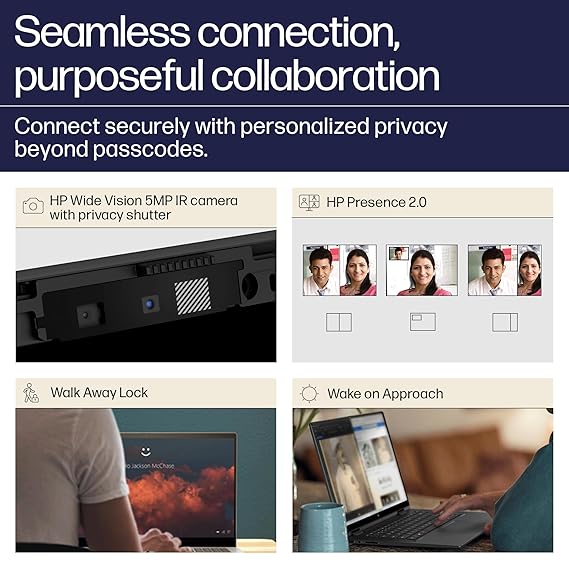 Seamless connection,
purposeful collaboration
Connect securely with personalized privacy
beyond passcodes.
HP Wide Vision 5MP IR camera
with privacy shutter
HP Presence 2.0
Walk Away Lock
Wake on Approach
Jackson McChase